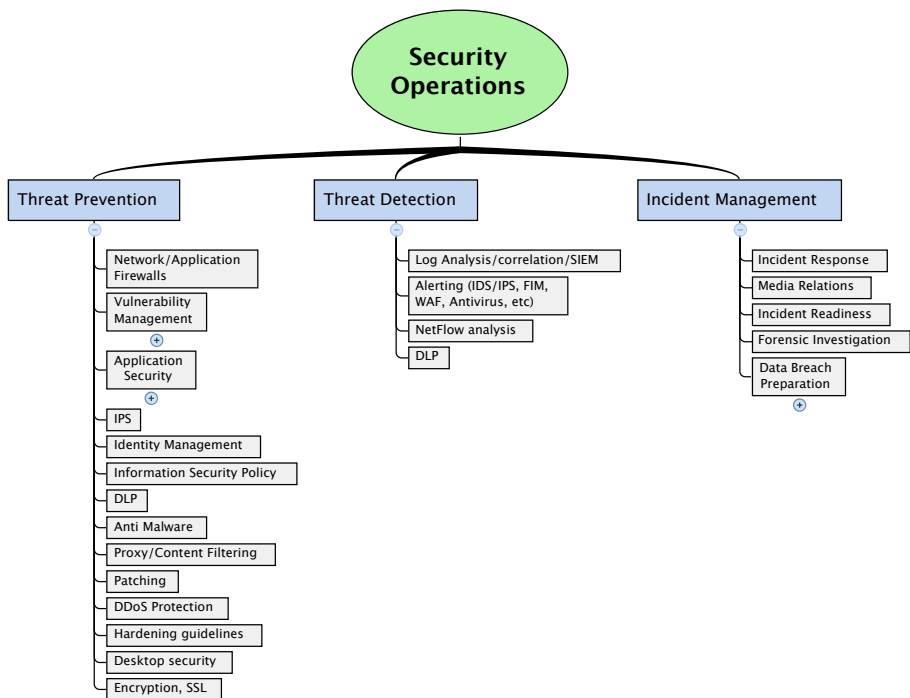 Security
Operations
Threat Prevention
Network/Application
Firewalls
Vulnerability
Management
Application
Security
IPS
Identity Management
Information Security Policy
DLP
Anti Malware
Proxy/Content Filtering
Patching
DDoS Protection
Hardening guidelines
Desktop security
Encryption, SSL
Threat Detection
Log Analysis/correlation/SIEM
Alerting (IDS/IPS, FIM,
WAF, Antivirus, etc)
NetFlow analysis
DLP
Incident Management
Incident Response
Media Relations
Incident Readiness
Forensic Investigation
Data Breach
Preparation